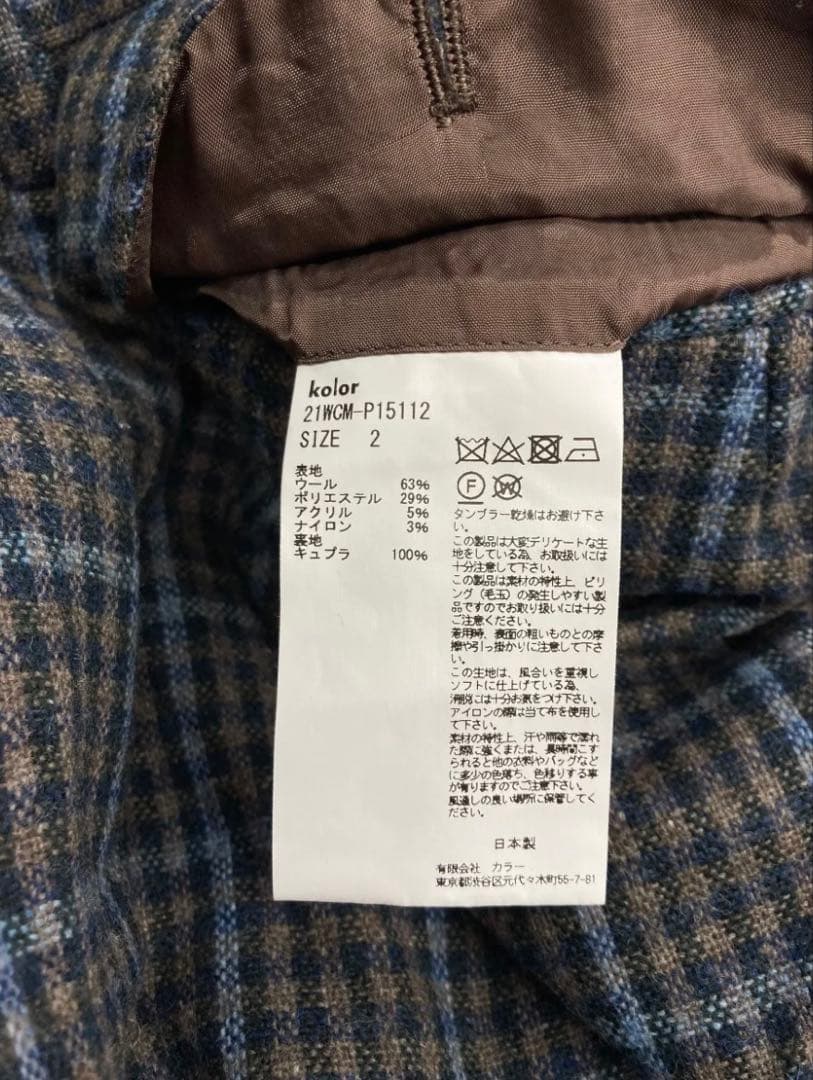 kolor
21WCM-P15112
SIZE 2
表地
ウール 63%
ポリエステル 29%
アクリル 5%
ナイロン 3%
裏地
キュプラ 100%
F
W
タンブラー乾燥はお避け下さ
い。
この製品は大変デリケートな生
地をしている為、お取扱いには
十分注意して下さい。
この製品は素材の特性上、ピリ
ング（毛玉）の発生しやすい製
品ですのでお取り扱いには十分
ご注意ください。
着用時、表面の粗いものとの摩
擦や引っ掛かりに注意して下さ
い。
この生地は、風合いを重視し
ソフトに仕上げている為、
滑脱には十分お気をつけ下さい。
アイロンの際は当て布を使用し
て下さい。
素材の特性上、汗や雨等で濡れ
た際に強くまたは、長時間こす
られると他の衣料やバッグなど
に多少の色落ち、色移りする事
が有りますのでご注意ください。
風通しの良い場所に保管してく
ださい。
日本製
有限会社 カラー
東京都渋谷区元代々木町55-7-81